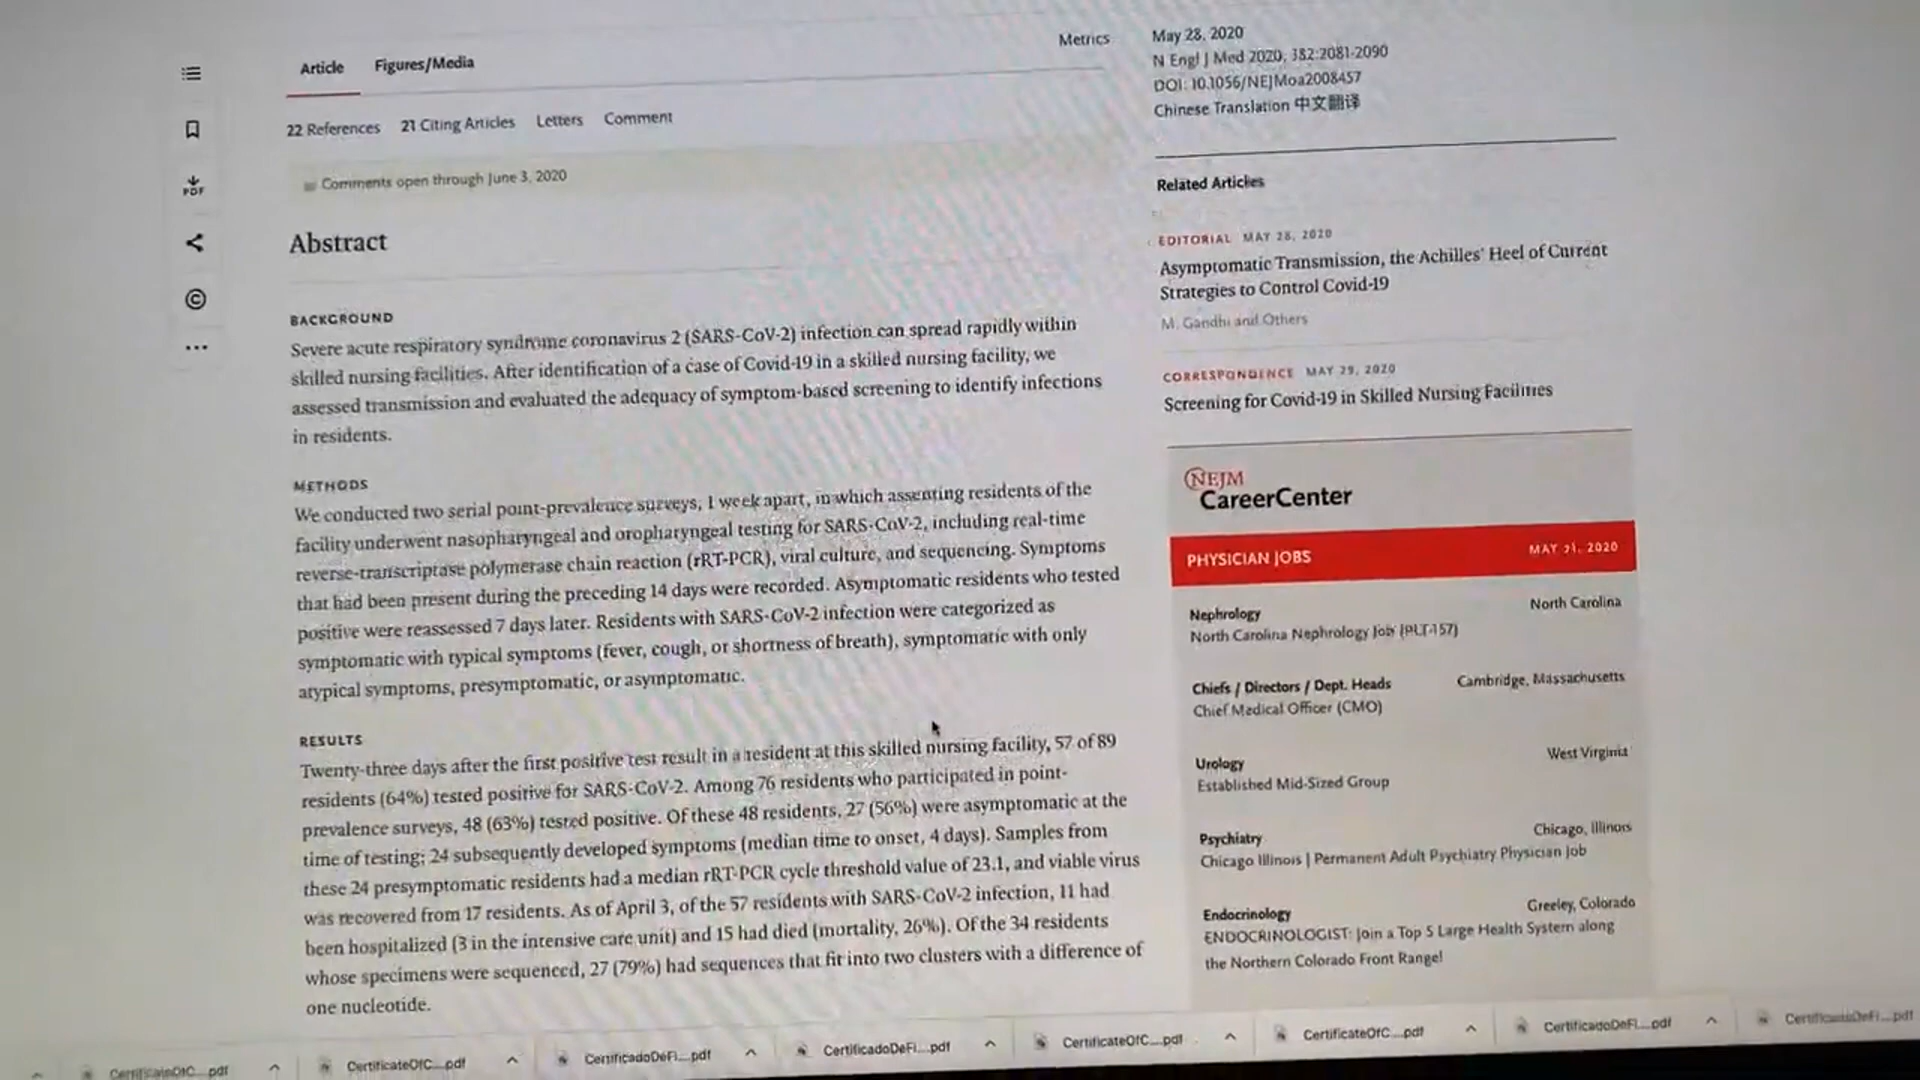 Article Figures/Media Metrics
22 References 21 Citing Articles Letters Comment
Comments open through June 3, 2020
Abstract
BACKGROUND
Severe acute respiratory syndrome coronavirus 2 (SARS-CoV-2) infection can spread rapidly within
skilled nursing facilities. After identification of a case of Covid-19 in a skilled nursing facility, we
assessed transmission and evaluated the adequacy of symptom-based screening to identify infections
in residents.
METHODS
We conducted two serial point-prevalence surveys, 1 week apart, in which assenting residents of the
facility underwent nasopharyngeal and oropharyngeal testing for SARS-CoV-2, including real-time
reverse-transcriptase polymerase chain reaction (rRT-PCR), viral culture, and sequencing. Symptoms
that had been present during the preceding 14 days were recorded. Asymptomatic residents who tested
positive were reassessed 7 days later. Residents with SARS-CoV-2 infection were categorized as
symptomatic with typical symptoms (fever, cough, or shortness of breath), symptomatic with only
atypical symptoms, presymptomatic, or asymptomatic.
RESULTS
Twenty-three days after the first positive test result in a resident at this skilled nursing facility, 57 of 89
residents (64%) tested positive for SARS-CoV-2. Among 76 residents who participated in point-
prevalence surveys, 48 (63%) tested positive. Of these 48 residents, 27 (56%) were asymptomatic at the
time of testing; 24 subsequently developed symptoms (median time to onset, 4 days). Samples from
these 24 presymptomatic residents had a median rRT-PCR cycle threshold value of 23.1, and viable virus
was recovered from 17 residents. As of April 3, of the 57 residents with SARS-CoV-2 infection, 11 had
been hospitalized (3 in the intensive care unit) and 15 had died (mortality, 26%). Of the 34 residents
whose specimens were sequenced, 27 (79%) had sequences that fit into two clusters with a difference of
one nucleotide.
PDF
May 28, 2020
N Engl J Med 2020; 382:2081-2090
DOI: 10.1056/NEJMoa2008457
Chinese Translation 中文翻译
Related Articles
EDITORIAL MAY 28, 2020
Asymptomatic Transmission, the Achilles' Heel of Current
Strategies to Control Covid-19
M. Gandhi and Others
CORRESPONDENCE MAY 29, 2020
Screening for Covid-19 in Skilled Nursing Facilities
NEJM
CareerCenter
PHYSICIAN JOBS MAY 31, 2020
Nephrology North Carolina
North Carolina Nephrology Job (PLT-157)
Chiefs / Directors / Dept. Heads Cambridge, Massachusetts
Chief Medical Officer (CMO)
Urology West Virginia
Established Mid-Sized Group
Psychiatry Chicago, Illinois
Chicago Illinois | Permanent Adult Psychiatry Physician Job
Endocrinology Greeley, Colorado
ENDOCRINOLOGIST: Join a Top 5 Large Health System along
the Northern Colorado Front Range!
CertificateOfC....pdf CertificateOfC....pdf CertificadoDeFi....pdf CertificadoDeFi....pdf CertificateOfC....pdf CertificateOfC....pdf CertificadoDeFi....pdf CertificadoDeFi....pdf